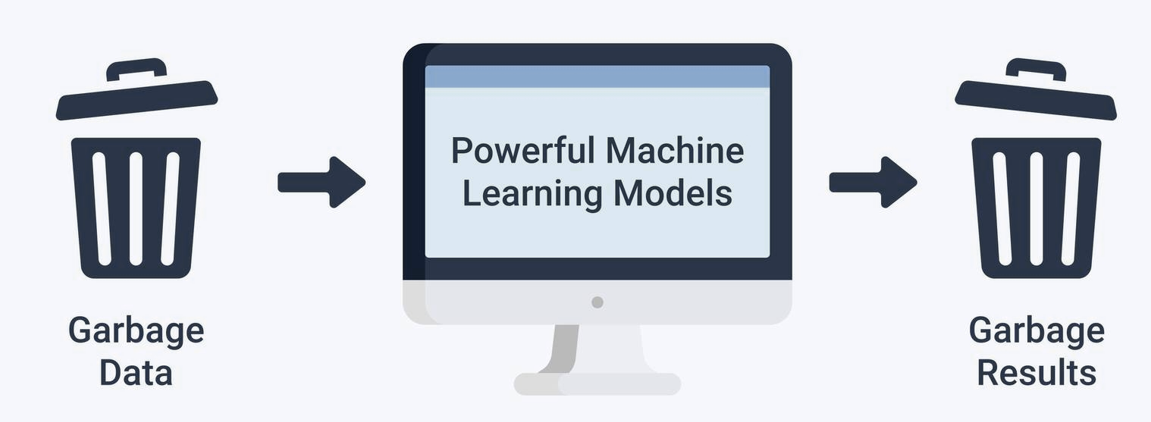 Garbage
Data
Powerful Machine
Learning Models
Garbage
Results